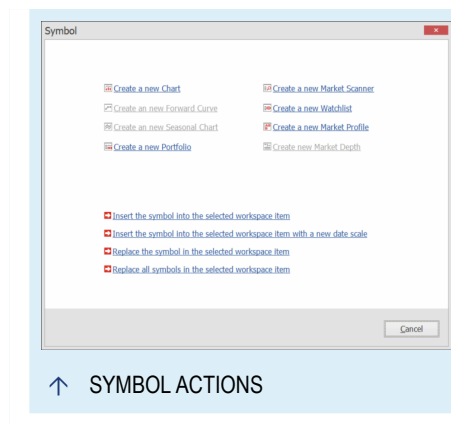 Symbol
Create a new Chart
Create an new Forward Curve
Create an new Seasonal Chart
Create a new Portfolio
Create a new Market Scanner
Create a new Watchlist
Create a new Market Profile
Create new Market Depth
Insert the symbol into the selected workspace item
Insert the symbol into the selected workspace item with a new date scale
Replace the symbol in the selected workspace item
Replace all symbols in the selected workspace item
Cancel
↑ SYMBOL ACTIONS